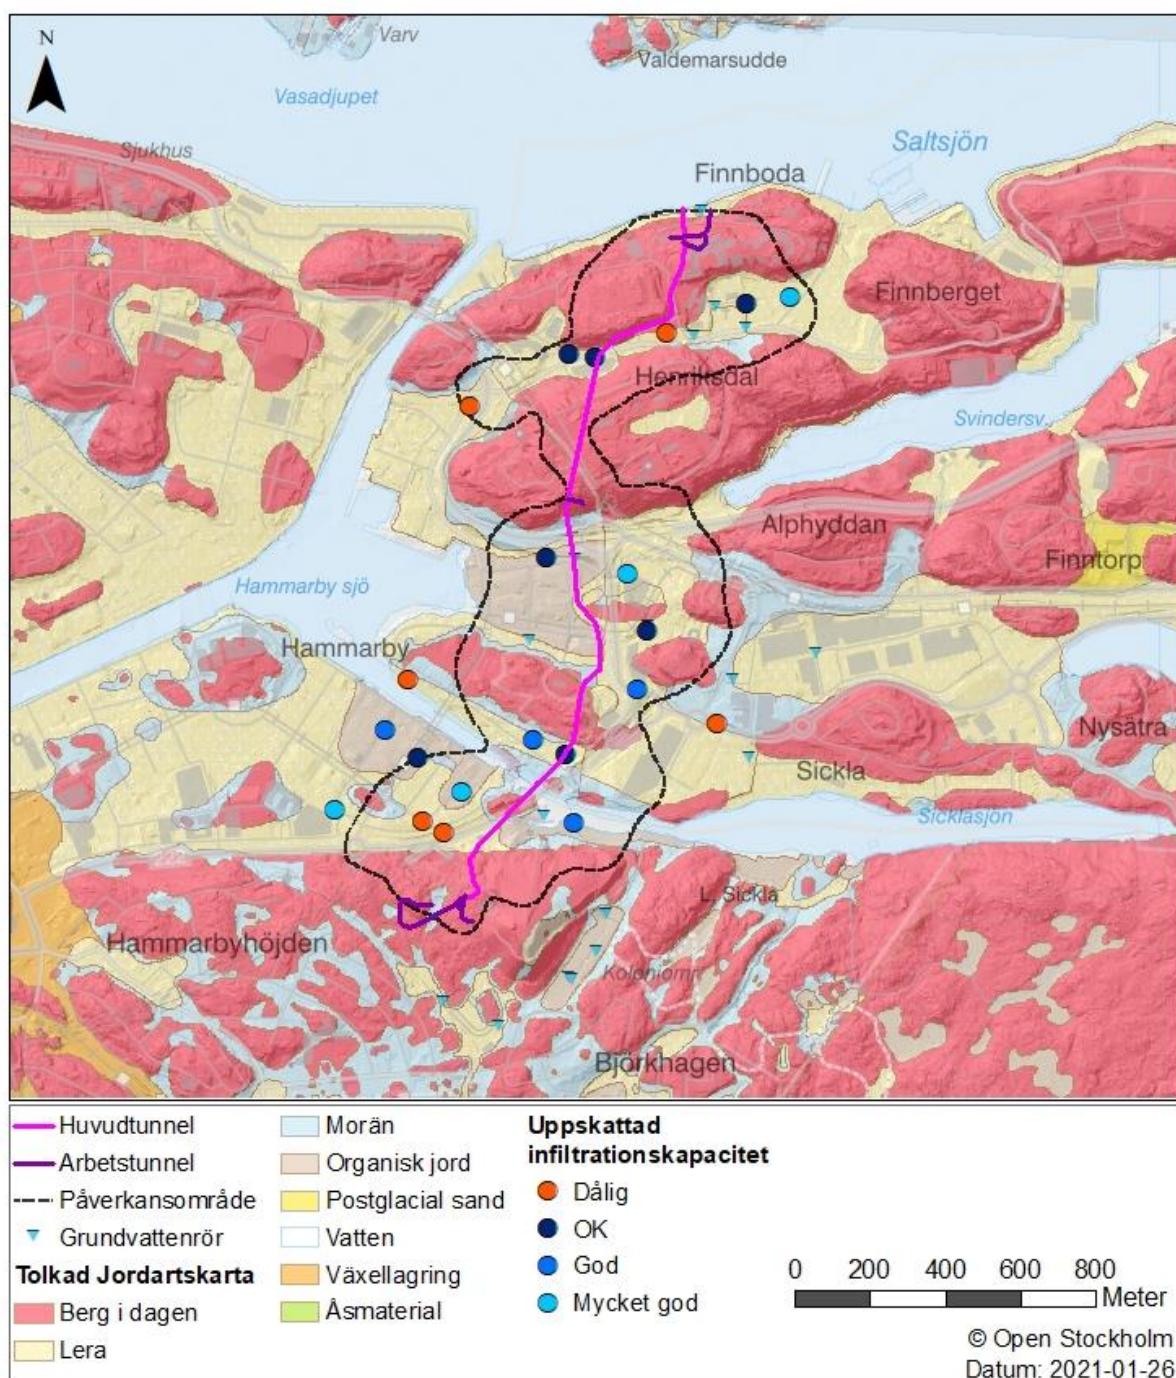 N
Varv
Valdemarsudde
Vasadjupet
Sjukhus
Saltsjön
Finnboda
Finnberget
Henriksdal
Svindersv.
Alphyddan
Finntorp
Hammarby sjö
Hammarby
Nysätra
Sickla
Sicklasjön
L. Sickla
Hammarbyhöjden
Koloniomr.
Björkhagen
Huvudtunnel
Arbetstunnel
Påverkansområde
Grundvattenrör
Tolkad Jordartskarta
Berg i dagen
Lera
Morän
Organisk jord
Postglacial sand
Vatten
Växellagring
Åsmaterial
Uppskattad
infiltrationskapacitet
Dålig
OK
God
Mycket god
0 200 400 600 800
Meter
© Open Stockholm
Datum: 2021-01-26